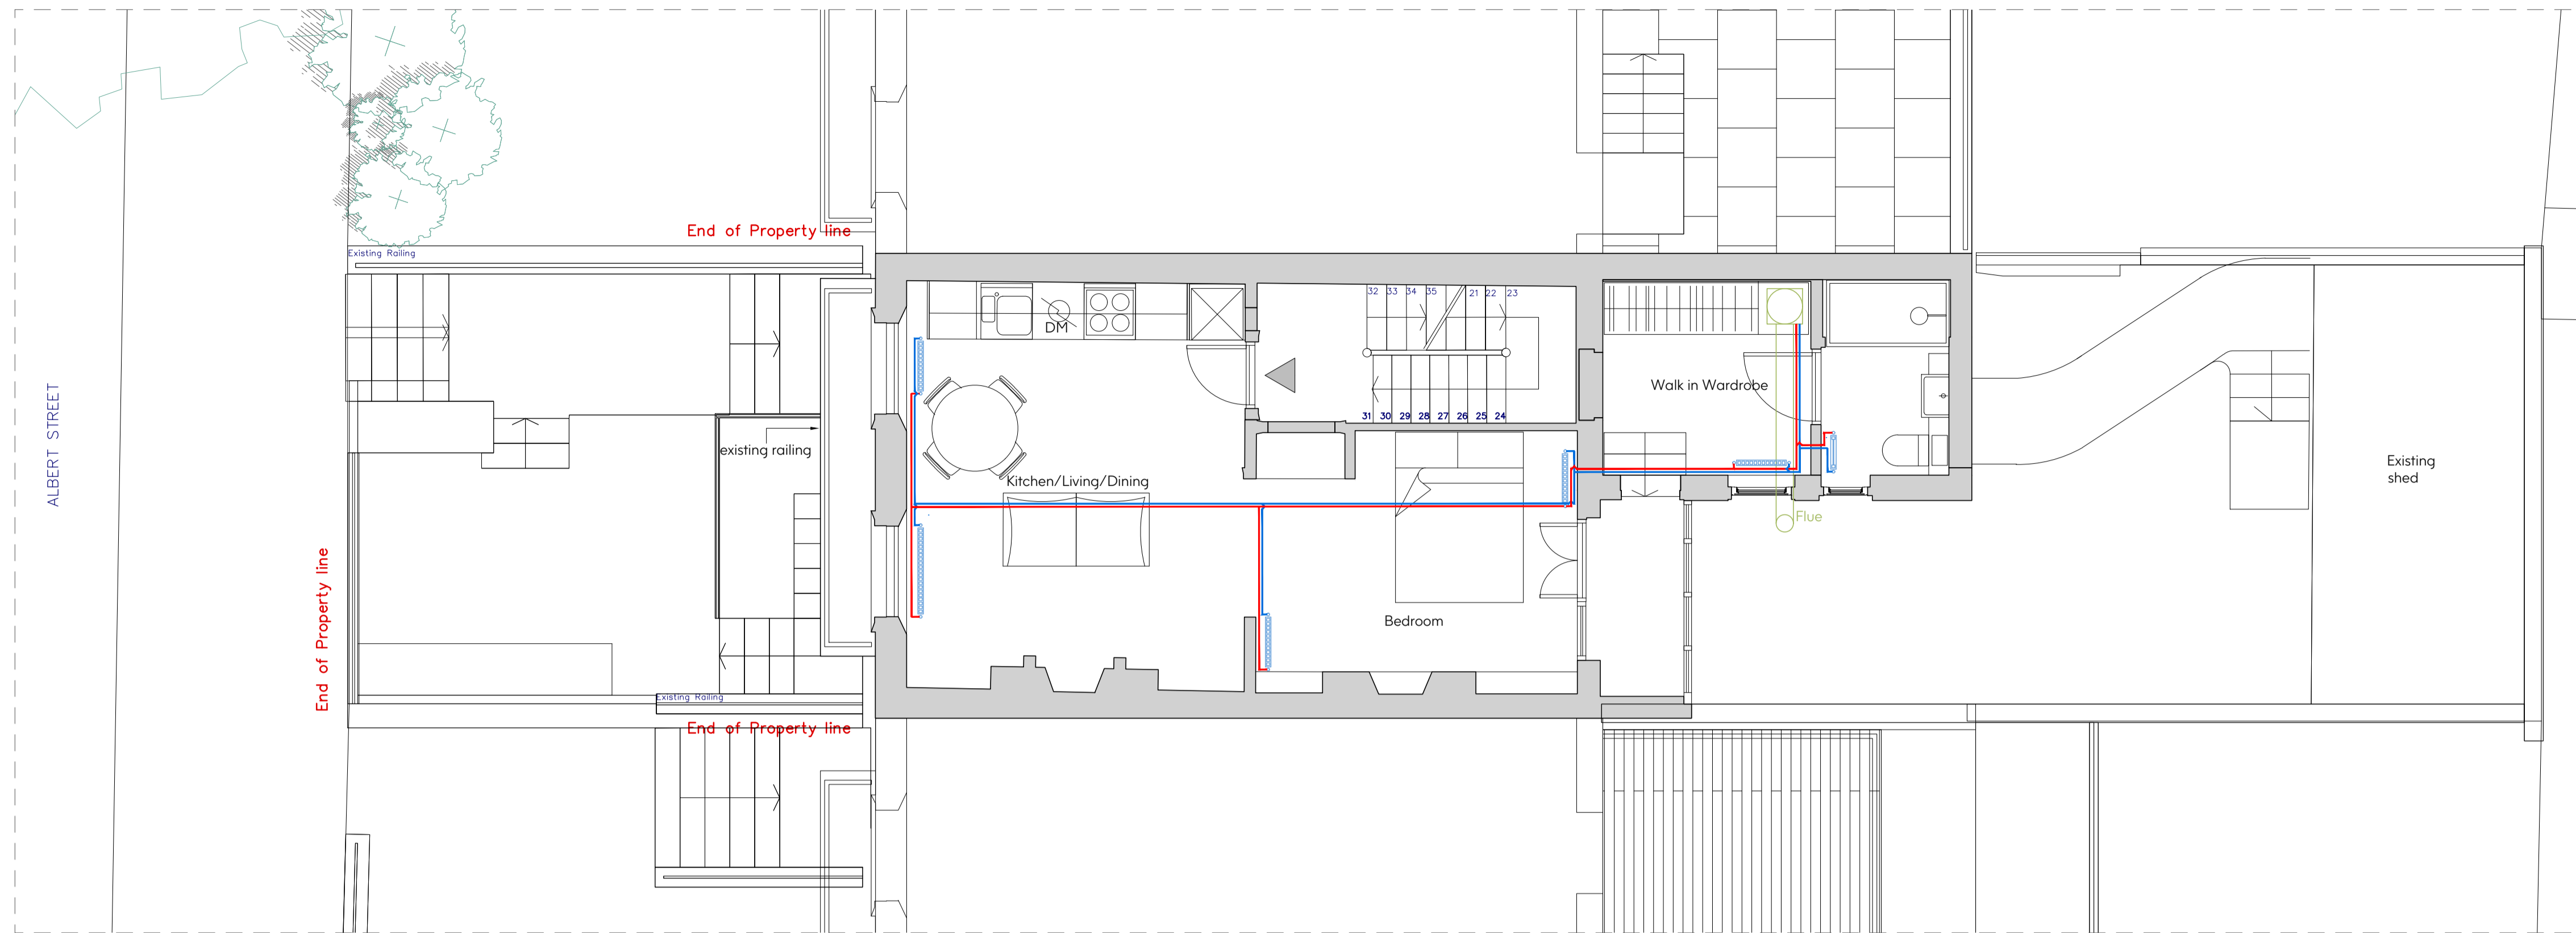 End of Property line
Existing Railing
ALBERT STREET
existing railing
End of Property line
Existing Railing
End of Property line
DM
Kitchen/Living/Dining
32 33 34 35 21 22 23
31 30 29 28 27 26 25 24
Bedroom
Walk in Wardrobe
Flue
Existing
shed